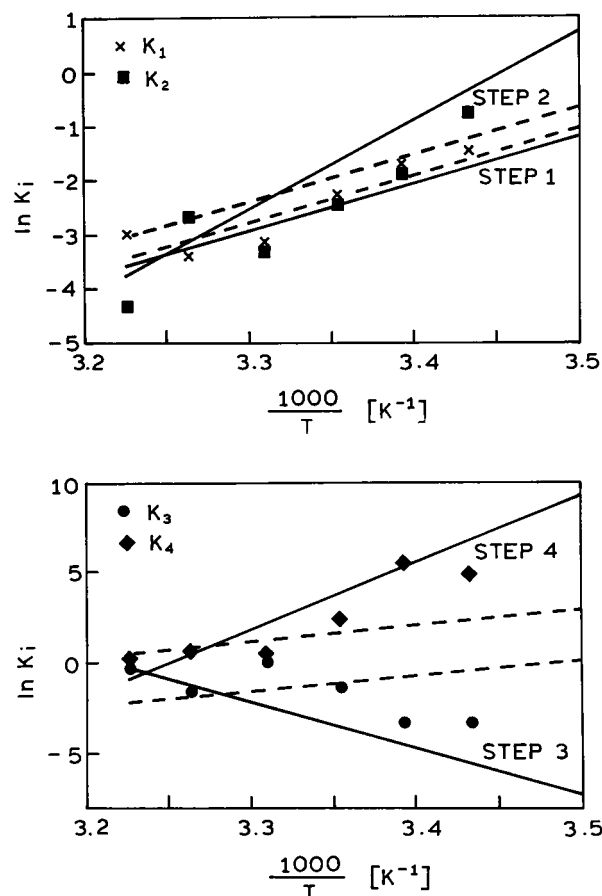 1
× K₁
■ K₂
0
STEP 2
-1
-2
STEP 1
ln Ki
-3
-4
-5
3.2 3.3 3.4 3.5
1000/T [K⁻¹]
10
● K₃
◆ K₄
5
STEP 4
ln Ki
0
-5
STEP 3
3.2 3.3 3.4 3.5
1000/T [K⁻¹]